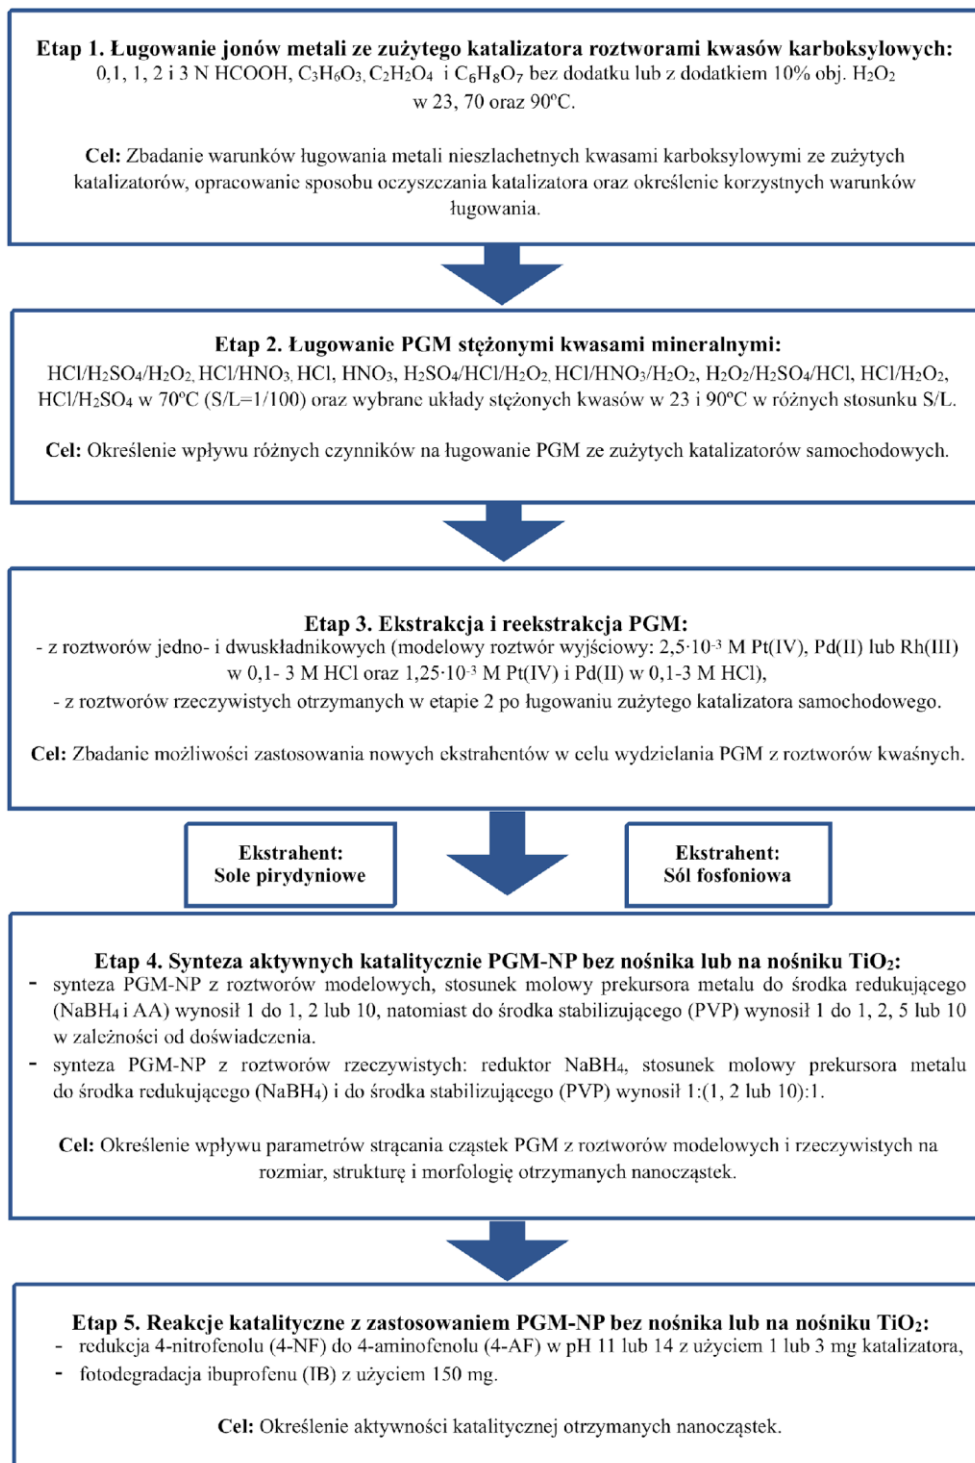 Etap 1. Ługowanie jonów metali ze zużytego katalizatora roztworami kwasów karboksylowych:
0,1, 1, 2 i 3 N HCOOH, C₃H₆O₃, C₂H₂O₄ i C₆H₈O₇ bez dodatku lub z dodatkiem 10% obj. H₂O₂
w 23, 70 oraz 90ºC.
Cel: Zbadanie warunków ługowania metali nieszlachetnych kwasami karboksylowymi ze zużytych
katalizatorów, opracowanie sposobu oczyszczania katalizatora oraz określenie korzystnych warunków
ługowania.
Etap 2. Ługowanie PGM stężonymi kwasami mineralnymi:
HCl/H₂SO₄/H₂O₂, HCl/HNO₃, HCl, HNO₃, H₂SO₄/HCl/H₂O₂, HCl/HNO₃/H₂O₂, H₂O₂/H₂SO₄/HCl, HCl/H₂O₂,
HCl/H₂SO₄ w 70ºC (S/L=1/100) oraz wybrane układy stężonych kwasów w 23 i 90ºC w różnych stosunku S/L.
Cel: Określenie wpływu różnych czynników na ługowanie PGM ze zużytych katalizatorów samochodowych.
Etap 3. Ekstrakcja i reekstrakcja PGM:
- z roztworów jedno- i dwuskładnikowych (modelowy roztwór wyjściowy: 2,5·10⁻³ M Pt(IV), Pd(II) lub Rh(III)
w 0,1- 3 M HCl oraz 1,25·10⁻³ M Pt(IV) i Pd(II) w 0,1-3 M HCl),
- z roztworów rzeczywistych otrzymanych w etapie 2 po ługowaniu zużytego katalizatora samochodowego.
Cel: Zbadanie możliwości zastosowania nowych ekstrahentów w celu wydzielania PGM z roztworów kwaśnych.
Ekstrahent:
Sole pirydyniowe
Ekstrahent:
Sól fosfoniowa
Etap 4. Synteza aktywnych katalitycznie PGM-NP bez nośnika lub na nośniku TiO₂:
- synteza PGM-NP z roztworów modelowych, stosunek molowy prekursora metalu do środka redukującego
(NaBH₄ i AA) wynosił 1 do 1, 2 lub 10, natomiast do środka stabilizującego (PVP) wynosił 1 do 1, 2, 5 lub 10
w zależności od doświadczenia.
- synteza PGM-NP z roztworów rzeczywistych: reduktor NaBH₄, stosunek molowy prekursora metalu
do środka redukującego (NaBH₄) i do środka stabilizującego (PVP) wynosił 1:(1, 2 lub 10):1.
Cel: Określenie wpływu parametrów strącania cząstek PGM z roztworów modelowych i rzeczywistych na
rozmiar, strukturę i morfologię otrzymanych nanocząstek.
Etap 5. Reakcje katalityczne z zastosowaniem PGM-NP bez nośnika lub na nośniku TiO₂:
- redukcja 4-nitrofenolu (4-NF) do 4-aminofenolu (4-AF) w pH 11 lub 14 z użyciem 1 lub 3 mg katalizatora,
- fotodegradacja ibuprofenu (IB) z użyciem 150 mg.
Cel: Określenie aktywności katalitycznej otrzymanych nanocząstek.